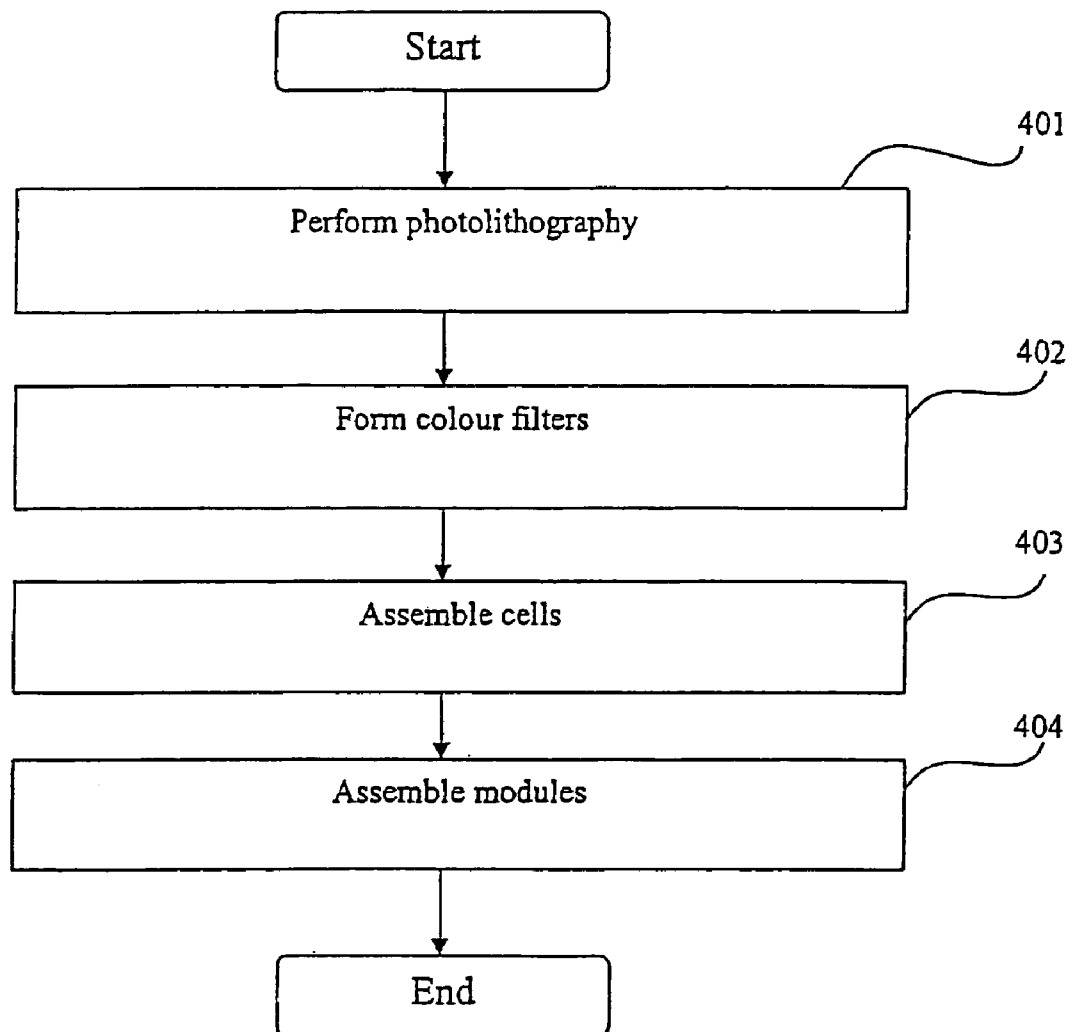 Start
401
Perform photolithography
402
Form colour filters
403
Assemble cells
404
Assemble modules
End